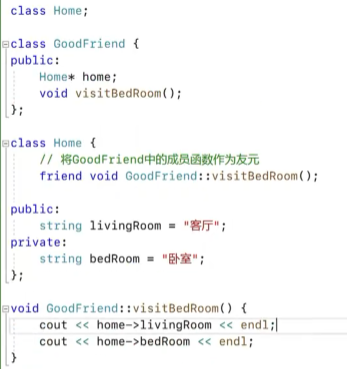 class Home;
class GoodFriend {
public:
    Home* home;
    void visitBedRoom();
};
class Home {
    // 将GoodFriend中的成员函数作为友元
    friend void GoodFriend::visitBedRoom();
public:
    string livingRoom = "客厅";
private:
    string bedRoom = "卧室";
};
void GoodFriend::visitBedRoom() {
    cout << home->livingRoom << endl;
    cout << home->bedRoom << endl;
}